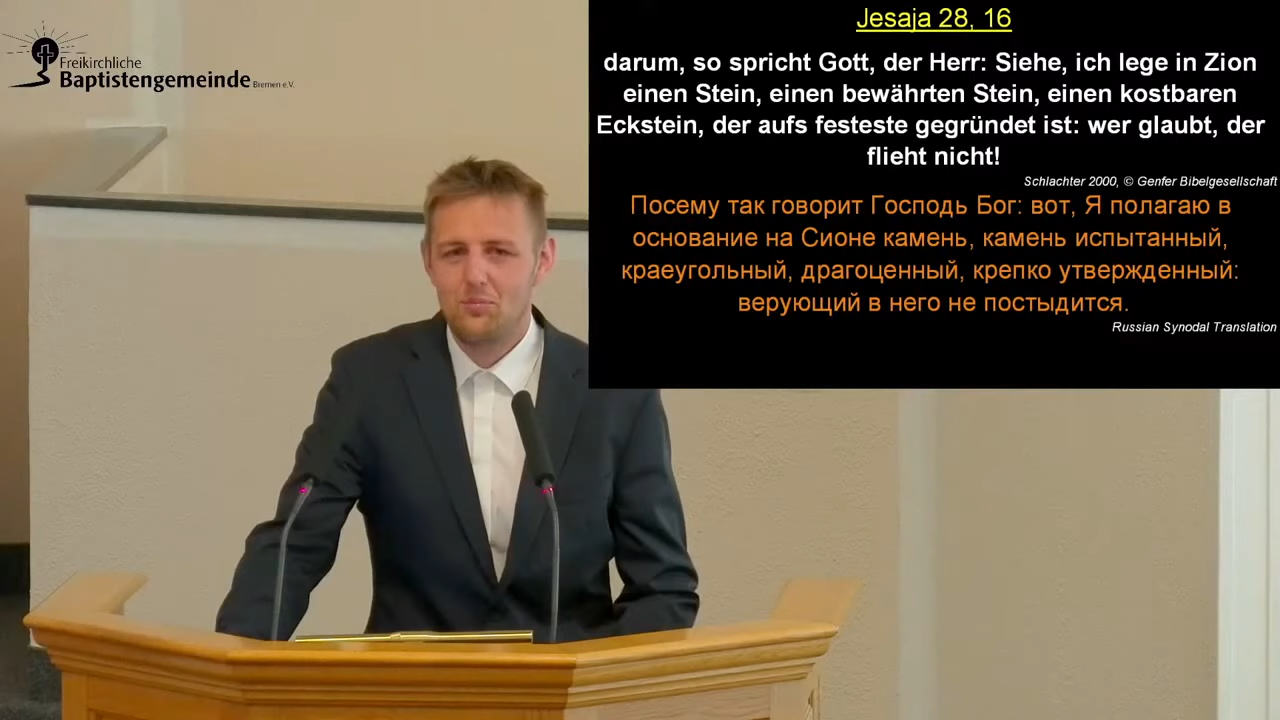 Freikirchliche
Baptistengemeinde Bremen e.V.
Jesaja 28, 16
darum, so spricht Gott, der Herr: Siehe, ich lege in Zion
einen Stein, einen bewährten Stein, einen kostbaren
Eckstein, der aufs festeste gegründet ist: wer glaubt, der
flieht nicht!
Schlachter 2000, © Genfer Bibelgesellschaft
Посему так говорит Господь Бог: вот, Я полагаю в
основание на Сионе камень, камень испытанный,
краеугольный, драгоценный, крепко утвержденный:
верующий в него не постыдится.
Russian Synodal Translation